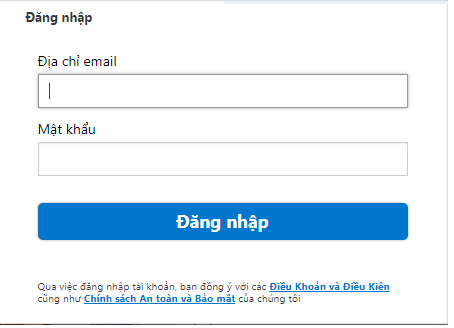 Đăng nhập
Địa chỉ email
Mật khẩu
Đăng nhập
Qua việc đăng nhập tài khoản, bạn đồng ý với các Điều Khoản và Điều Kiện
cũng như Chính sách An toàn và Bảo mật của chúng tôi